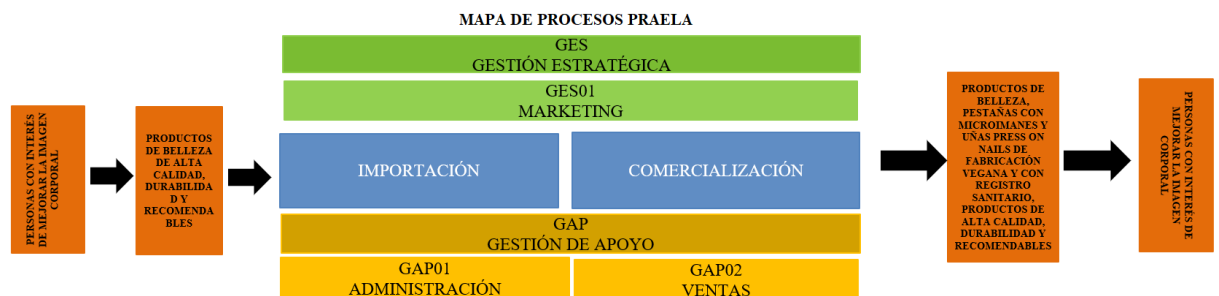 MAPA DE PROCESOS PRAELA
PERSONAS CON INTERÉS
DE MEJORAR LA IMAGEN
CORPORAL
PRODUCTOS
DE BELLEZA
DE ALTA
CALIDAD,
DURABILIDA
D Y
RECOMENDA
BLES
GES
GESTIÓN ESTRATÉGICA
GES01
MARKETING
IMPORTACIÓN
COMERCIALIZACIÓN
GAP
GESTIÓN DE APOYO
GAP01
ADMINISTRACIÓN
GAP02
VENTAS
PRODUCTOS DE
BELLEZA,
PESTAÑAS CON
MICROIMANES Y
UÑAS PRESS ON
NAILS DE
FABRICACIÓN
VEGANA Y CON
REGISTRO
SANITARIO,
PRODUCTOS DE
ALTA CALIDAD,
DURABILIDAD Y
RECOMENDABLES
PERSONAS CON INTERÉS DE
MEJORAR LA IMAGEN
CORPORAL